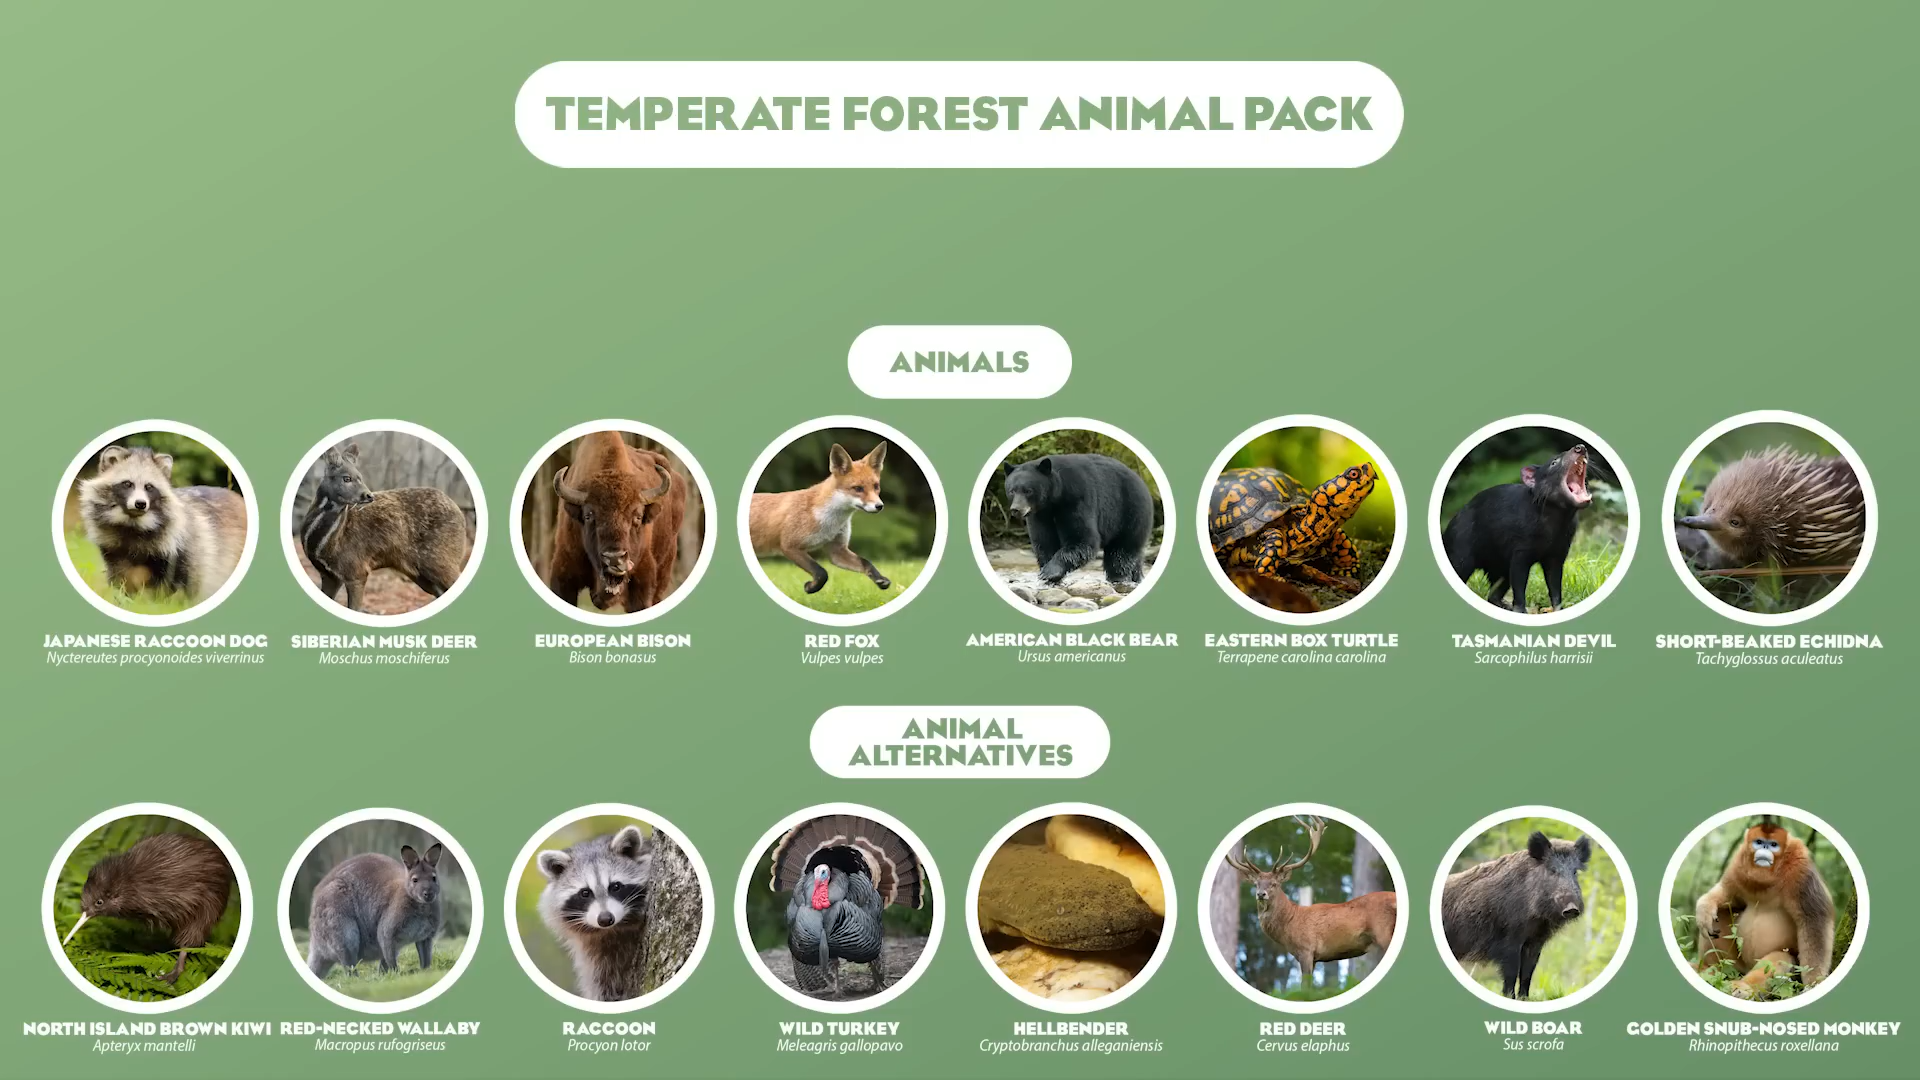 TEMPERATE FOREST ANIMAL PACK
ANIMALS
JAPANESE RACCOON DOG
Nyctereutes procyonoides viverrinus
SIBERIAN MUSK DEER
Moschus moschiferus
EUROPEAN BISON
Bison bonasus
RED FOX
Vulpes vulpes
AMERICAN BLACK BEAR
Ursus americanus
EASTERN BOX TURTLE
Terrapene carolina carolina
TASMANIAN DEVIL
Sarcophilus harrisii
SHORT-BEAKED ECHIDNA
Tachyglossus aculeatus
ANIMAL
ALTERNATIVES
NORTH ISLAND BROWN KIWI
Apteryx mantelli
RED-NECKED WALLABY
Macropus rufogriseus
RACCOON
Procyon lotor
WILD TURKEY
Meleagris gallopavo
HELLBENDER
Cryptobranchus alleganiensis
RED DEER
Cervus elaphus
WILD BOAR
Sus scrofa
GOLDEN SNUB-NOSED MONKEY
Rhinopithecus roxellana